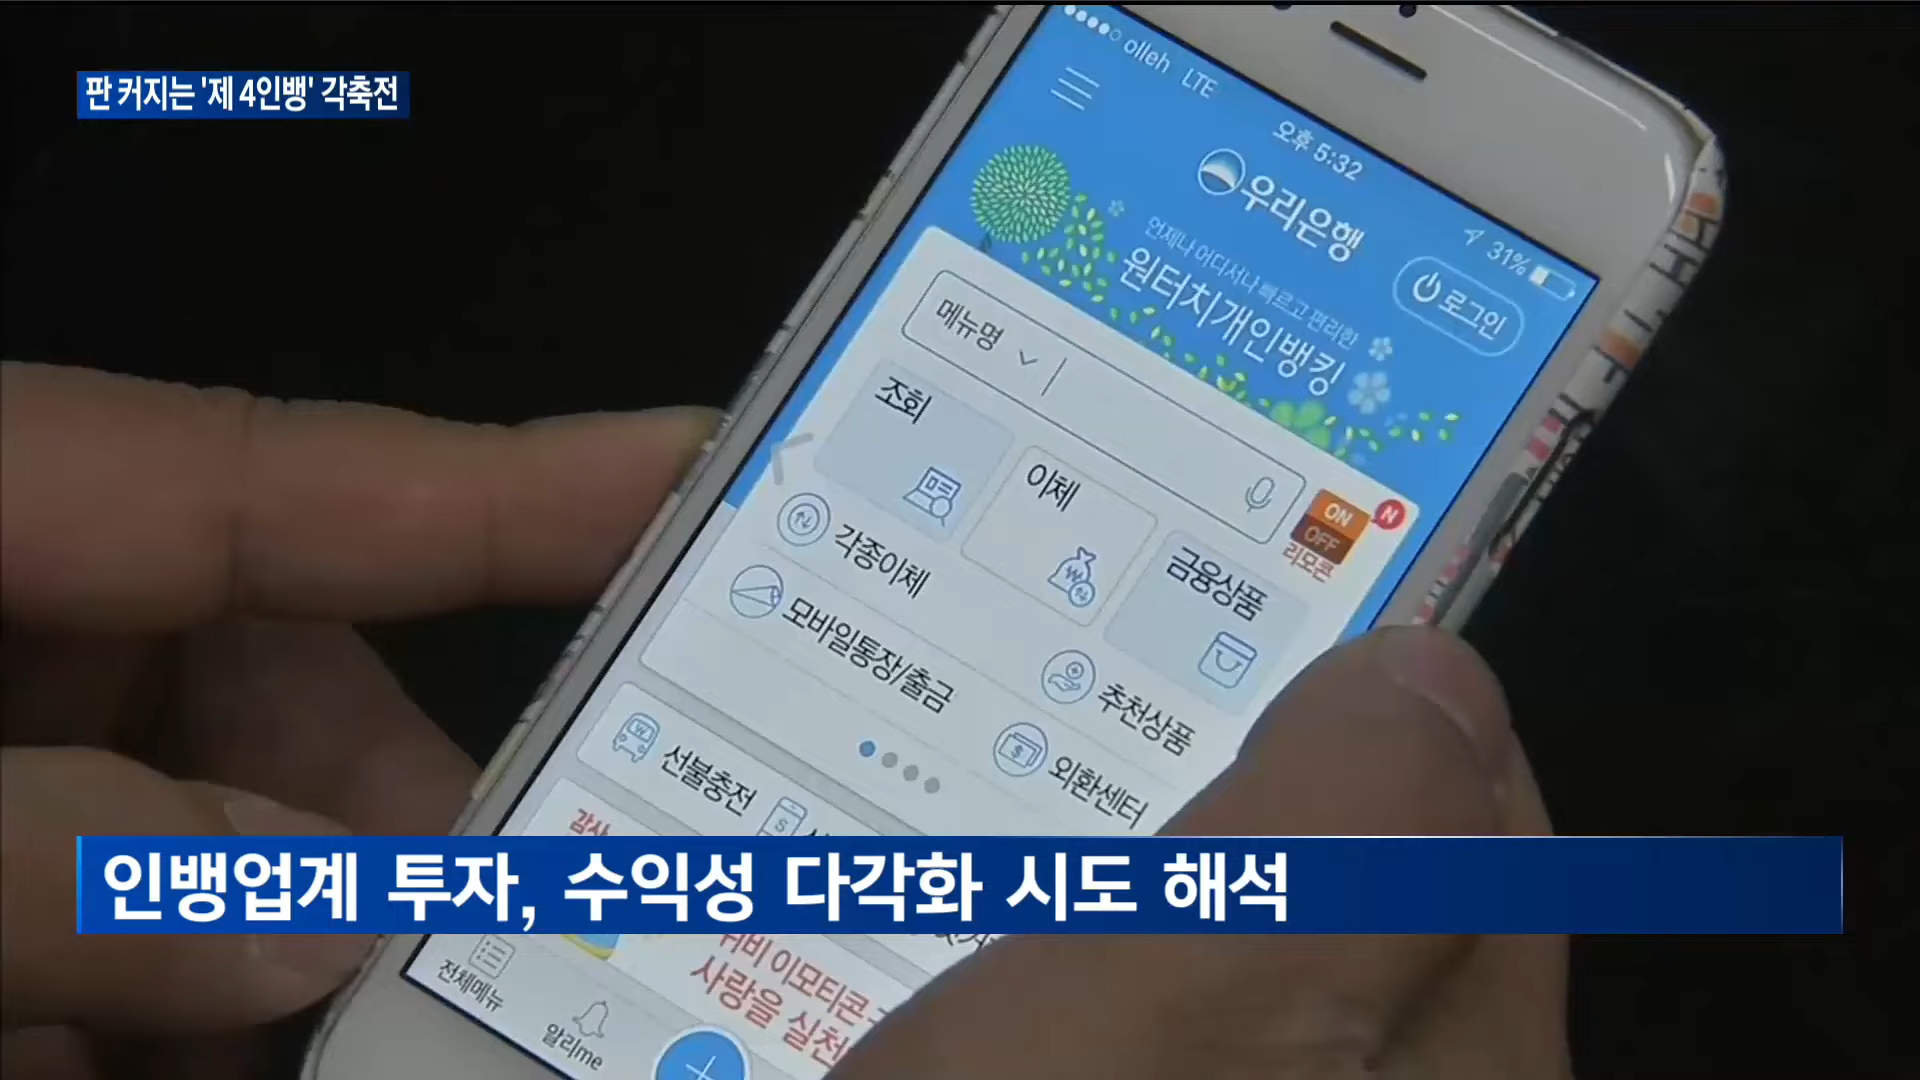 판 커지는 '제 4인뱅' 각축전
olleh LTE
오후 5:32
31%
우리은행
로그인
언제나 어디서나 빠르고 편리한
원터치개인뱅킹
메뉴명
ON
OFF
리모콘
N
조회
이체
금융상품
각종이체
추천상품
모바일통장/출금
외환센터
선불충전
감사
인뱅업계 투자, 수익성 다각화 시도 해석
위비 이모티콘
사랑을 실천
전체메뉴
알리me